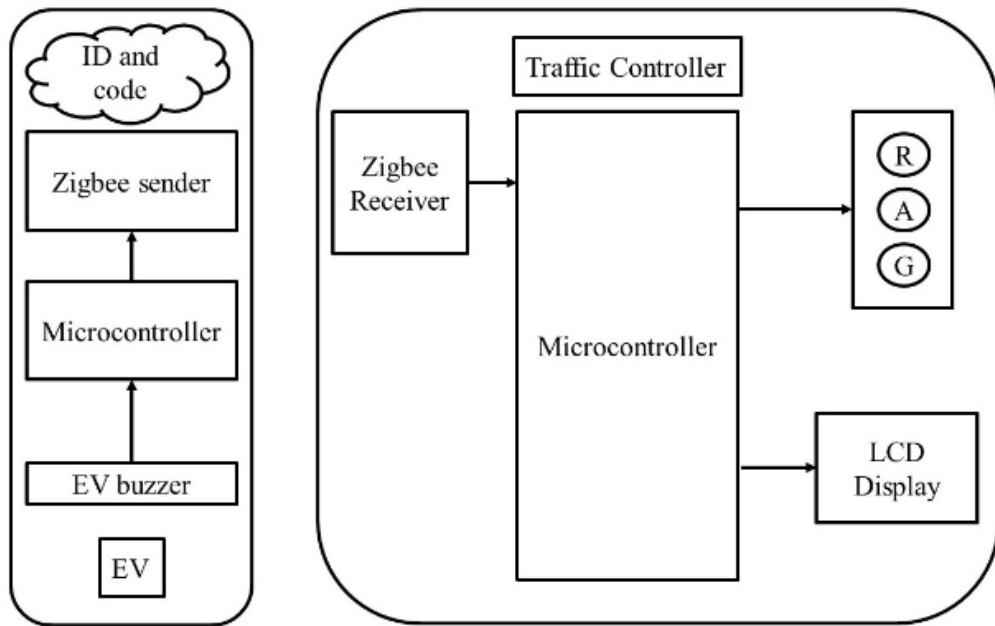 ID and
code
Zigbee sender
Microcontroller
EV buzzer
EV
Traffic Controller
Zigbee
Receiver
Microcontroller
R
A
G
LCD
Display